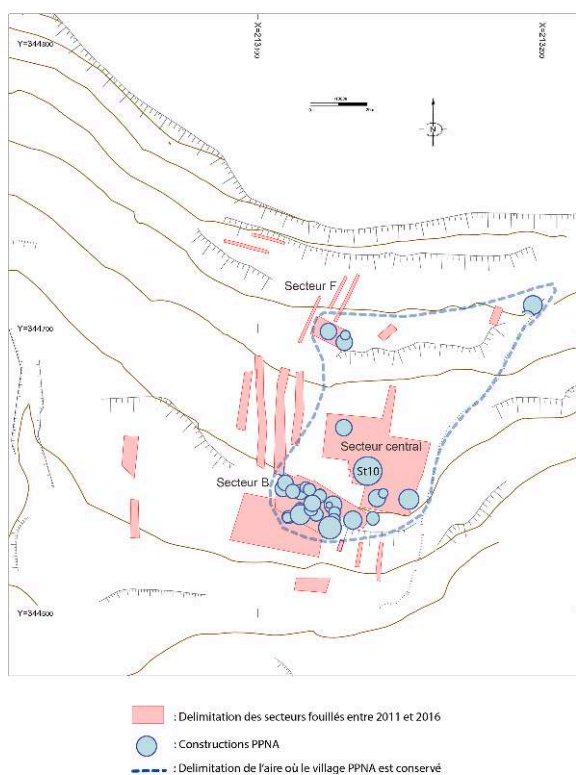 X=213100
X=213200
Y=344800
N
Secteur F
Y=344700
Secteur central
St10
Secteur B
Y=344600
: Delimitation des secteurs fouillés entre 2011 et 2016
: Constructions PPNA
: Delimitation de l'aire où le village PPNA est conservé